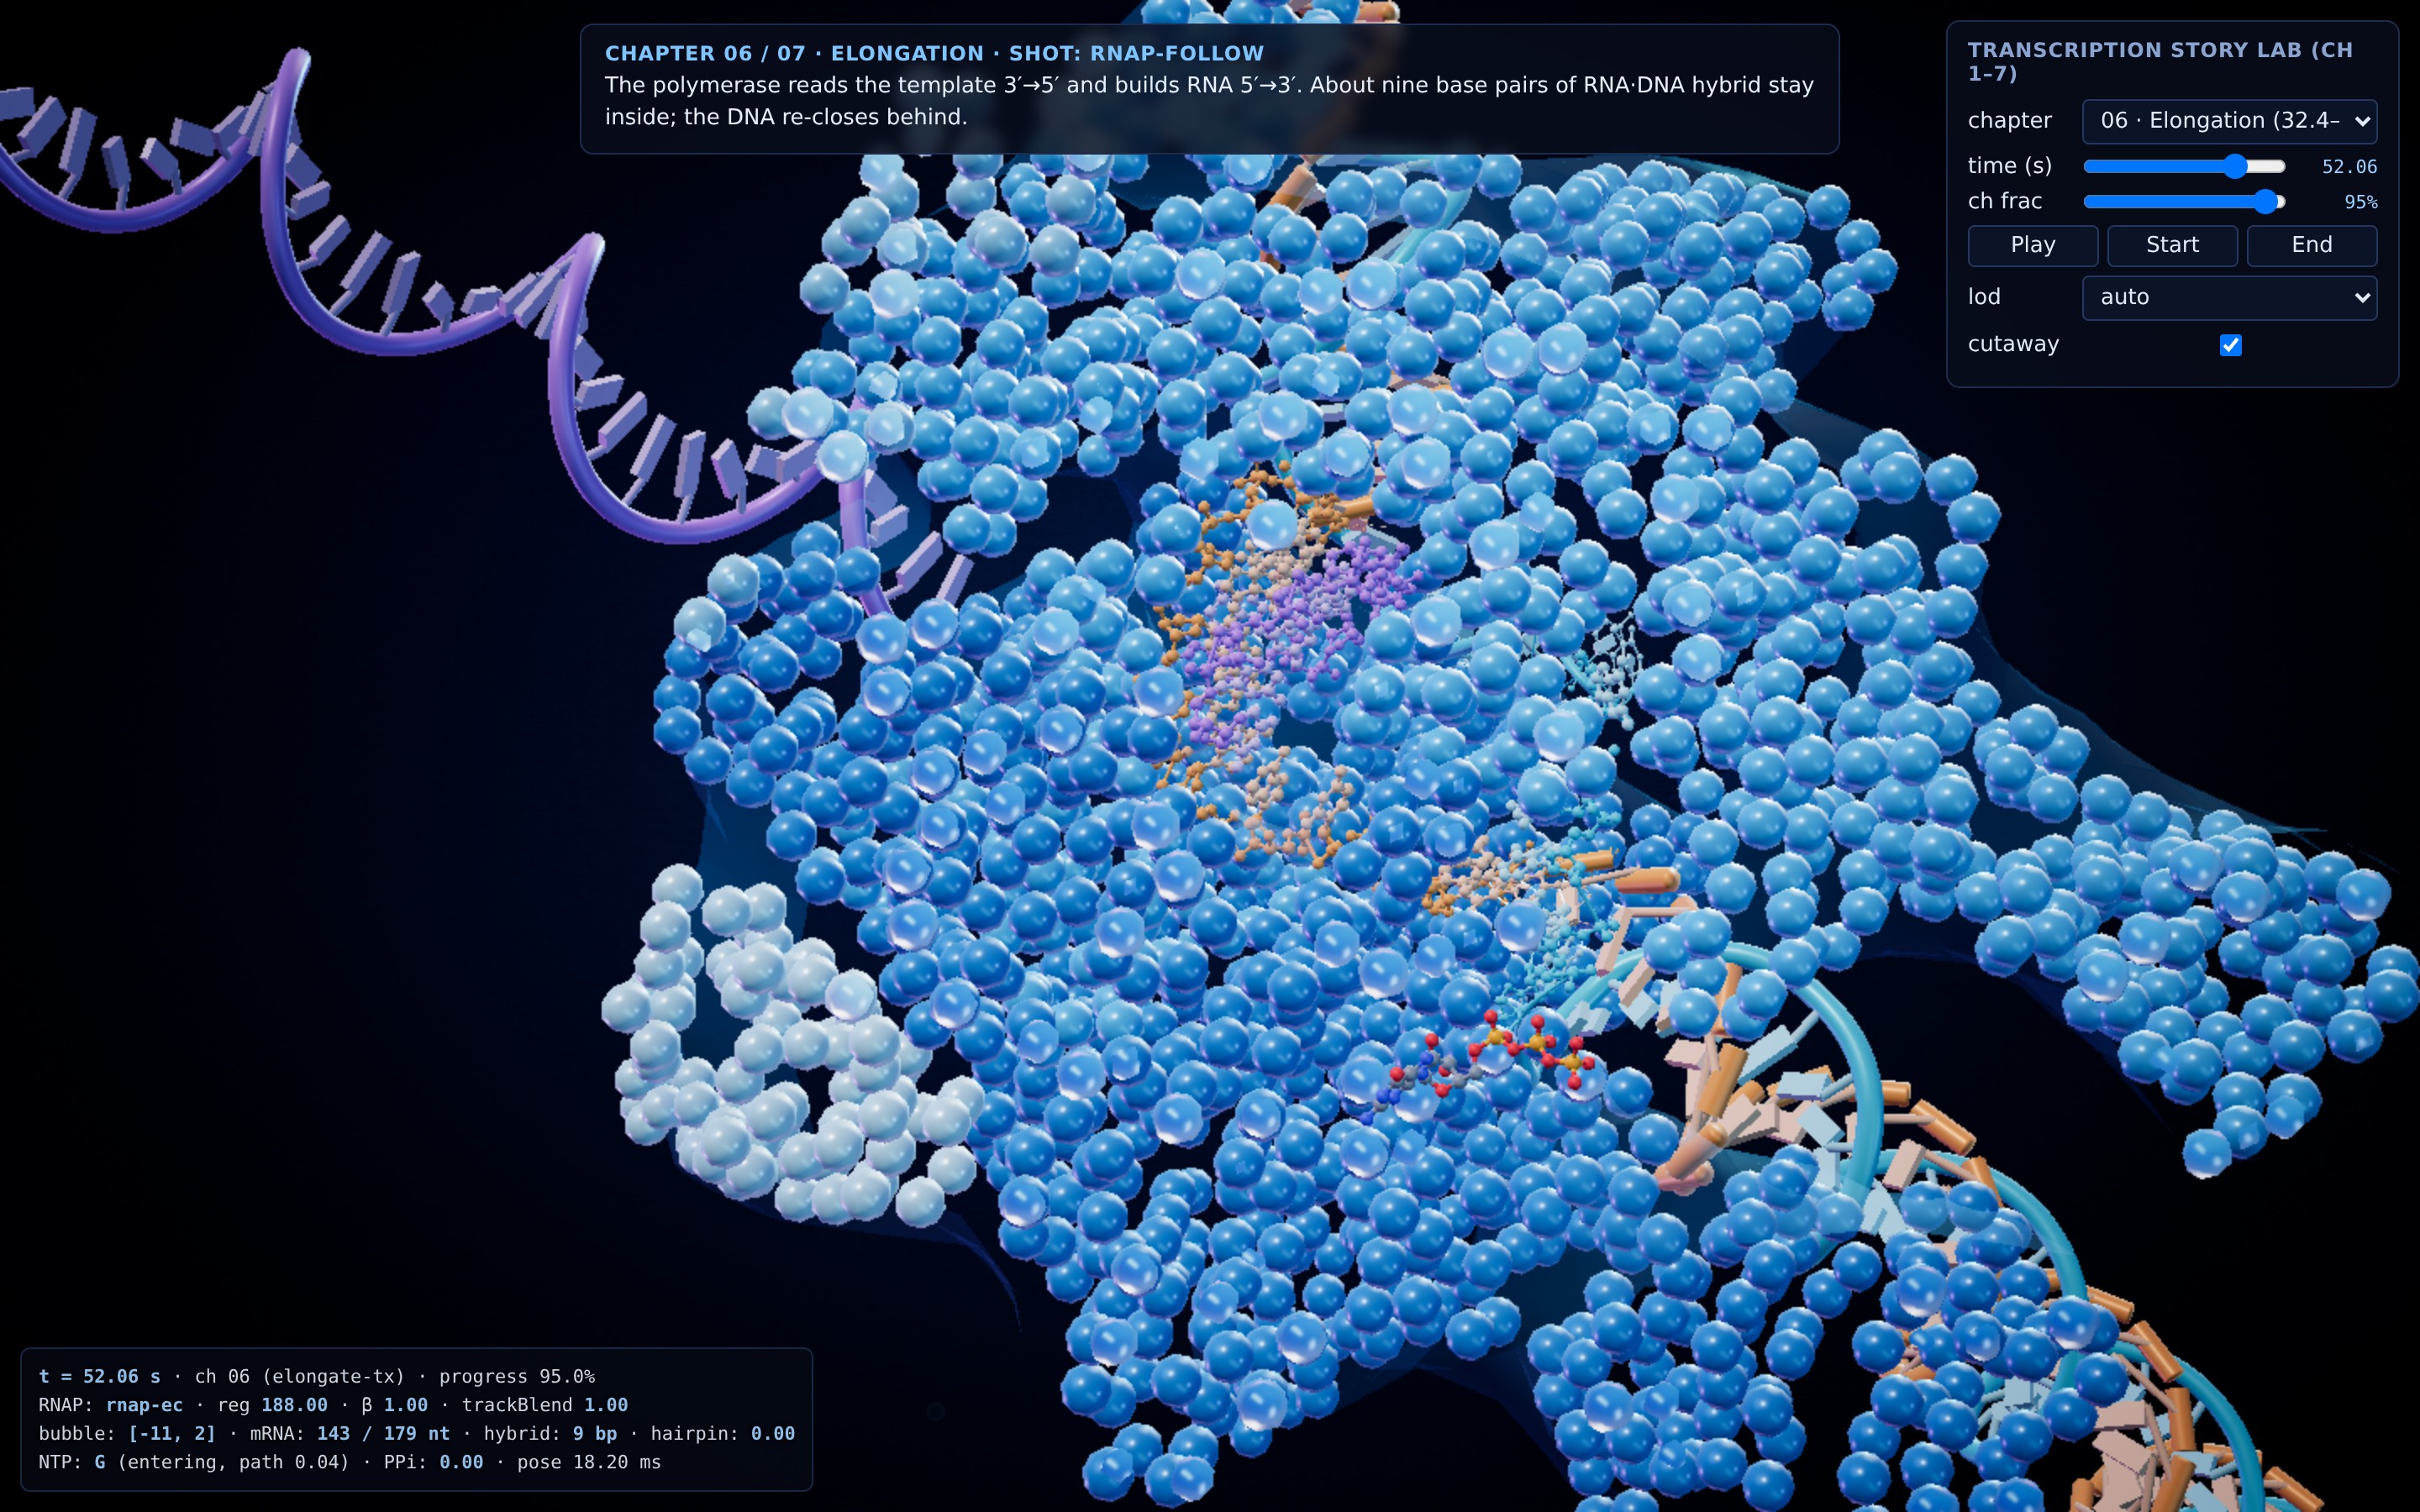 CHAPTER 06 / 07 · ELONGATION · SHOT: RNAP-FOLLOW
The polymerase reads the template 3′→5′ and builds RNA 5′→3′. About nine base pairs of RNA·DNA hybrid stay
inside; the DNA re-closes behind.
TRANSCRIPTION STORY LAB (CH
1–7)
chapter 06 · Elongation (32.4–
time (s) 52.06
ch frac 95%
Play Start End
lod auto
cutaway
t = 52.06 s · ch 06 (elongate-tx) · progress 95.0%
RNAP: rnap-ec · reg 188.00 · β 1.00 · trackBlend 1.00
bubble: [-11, 2] · mRNA: 143 / 179 nt · hybrid: 9 bp · hairpin: 0.00
NTP: G (entering, path 0.04) · PPi: 0.00 · pose 18.20 ms